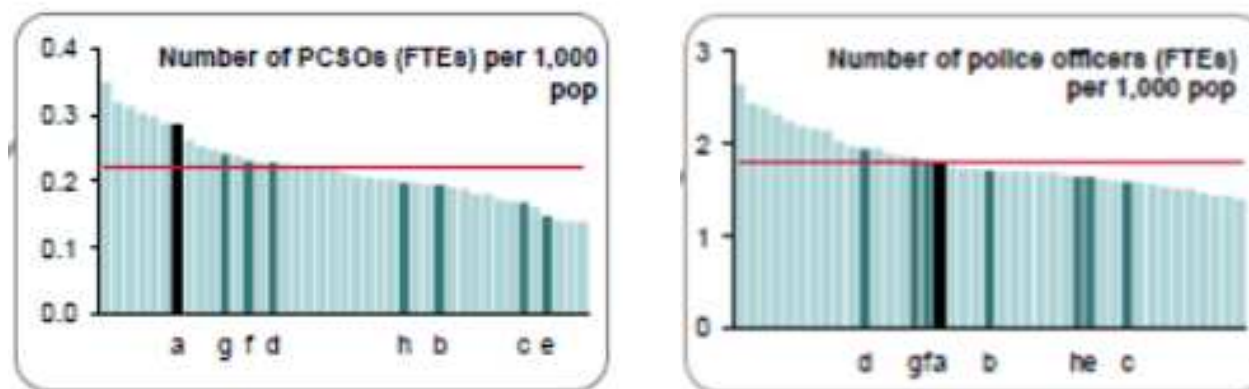 Number of PCSOs (FTEs) per 1,000
pop
0.4
0.3
0.2
0.1
0.0
a g f d h b c e
Number of police officers (FTEs)
per 1,000 pop
3
2
1
0
d gfa b he c